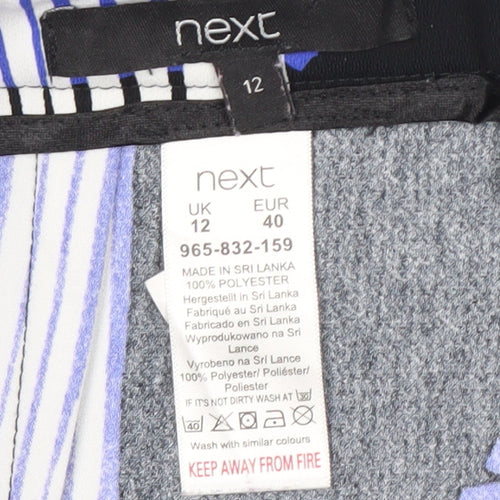 next
12
next
UK EUR
12 40
965-832-159
MADE IN SRI LANKA
100% POLYESTER
Hergestellt in Sri Lanka
Fabriqué au Sri Lanka
Fabricado en Sri Lanka
Wyprodukowano na Sri
Lance
Vyrobeno na Srí Lance
100% Polyester/ Poliéster/
Poliester
IF IT'S NOT DIRTY WASH AT 30
40
Wash with similar colours
KEEP AWAY FROM FIRE